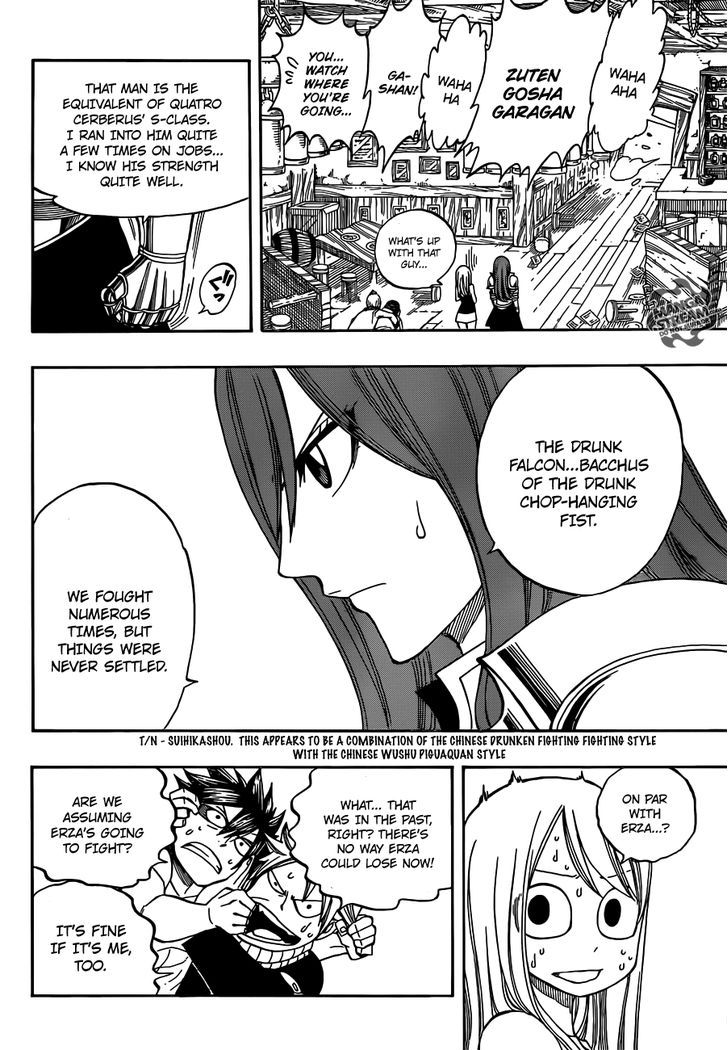 WAHA
AHA
ZUTEN
GOSHA
GARAGAN
WAHA
HA
GA-
SHAN!
YOU...
WATCH
WHERE
YOU'RE
GOING...
WHAT'S UP
WITH THAT
GUY...
MANGA
STREAM
THAT MAN IS THE
EQUIVALENT OF QUATRO
CERBERUS' S-CLASS.
I RAN INTO HIM QUITE
A FEW TIMES ON JOBS...
I KNOW HIS STRENGTH
QUITE WELL.
THE DRUNK
FALCON...BACCHUS
OF THE DRUNK
CHOP-HANGING
FIST.
WE FOUGHT
NUMEROUS
TIMES, BUT
THINGS WERE
NEVER SETTLED.
T/N - SUIHIKASHOU. THIS APPEARS TO BE A COMBINATION OF THE CHINESE DRUNKEN FIGHTING FIGHTING STYLE
WITH THE CHINESE WUSHU PIGUAQUAN STYLE
ON PAR
WITH
ERZA...?
WHAT... THAT
WAS IN THE PAST,
RIGHT? THERE'S
NO WAY ERZA
COULD LOSE NOW!
ARE WE
ASSUMING
ERZA'S GOING
TO FIGHT?
IT'S FINE
IF IT'S ME,
TOO.